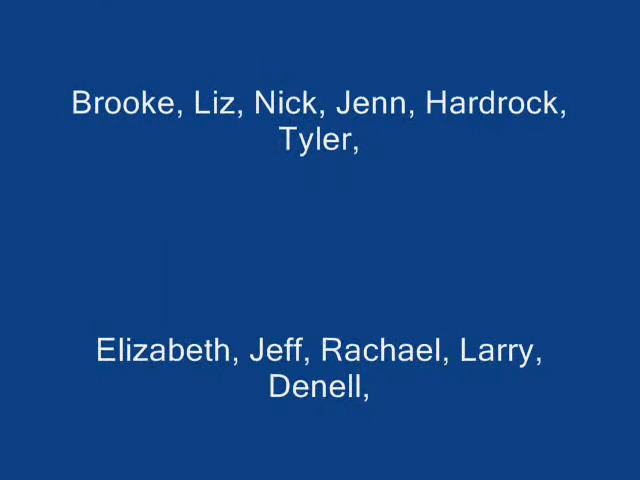 Brooke, Liz, Nick, Jenn, Hardrock,
Tyler,
Elizabeth, Jeff, Rachael, Larry,
Denell,